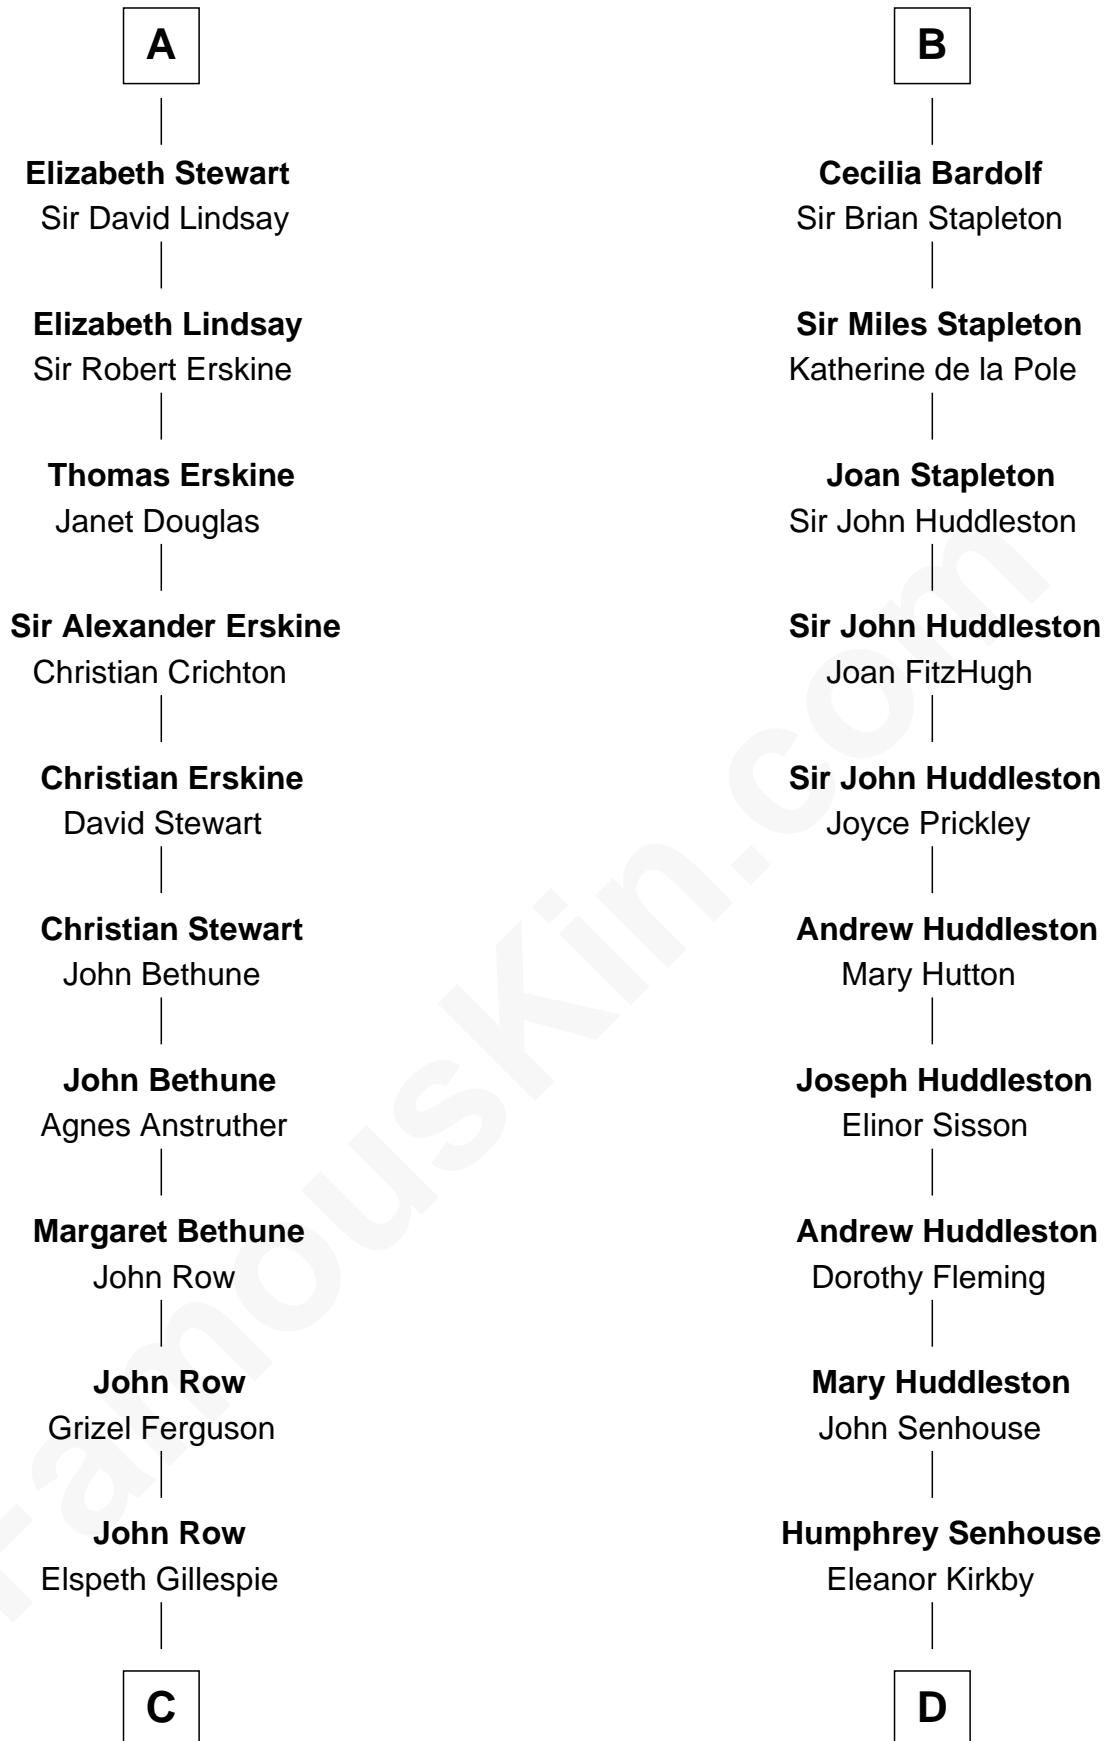 A
Elizabeth Stewart
Sir David Lindsay
Elizabeth Lindsay
Sir Robert Erskine
Thomas Erskine
Janet Douglas
Sir Alexander Erskine
Christian Crichton
Christian Erskine
David Stewart
Christian Stewart
John Bethune
John Bethune
Agnes Anstruther
Margaret Bethune
John Row
John Row
Grizel Ferguson
John Row
Elspeth Gillespie
C
B
Cecilia Bardolf
Sir Brian Stapleton
Sir Miles Stapleton
Katherine de la Pole
Joan Stapleton
Sir John Huddleston
Sir John Huddleston
Joan FitzHugh
Sir John Huddleston
Joyce Prickley
Andrew Huddleston
Mary Hutton
Joseph Huddleston
Elinor Sisson
Andrew Huddleston
Dorothy Fleming
Mary Huddleston
John Senhouse
Humphrey Senhouse
Eleanor Kirkby
D
FamousKin.com